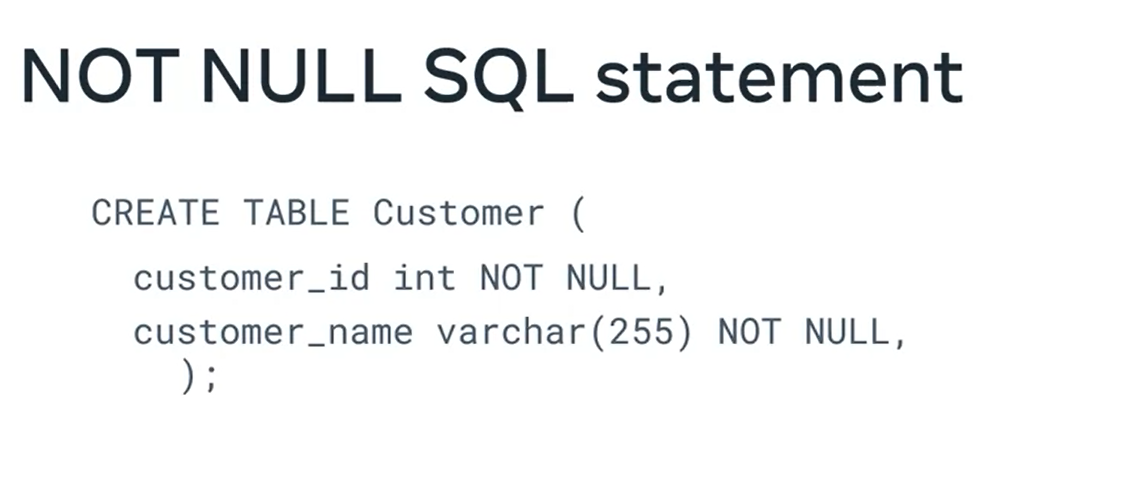 NOT NULL SQL statement
CREATE TABLE Customer (
customer_id int NOT NULL,
customer_name varchar(255) NOT NULL,
);